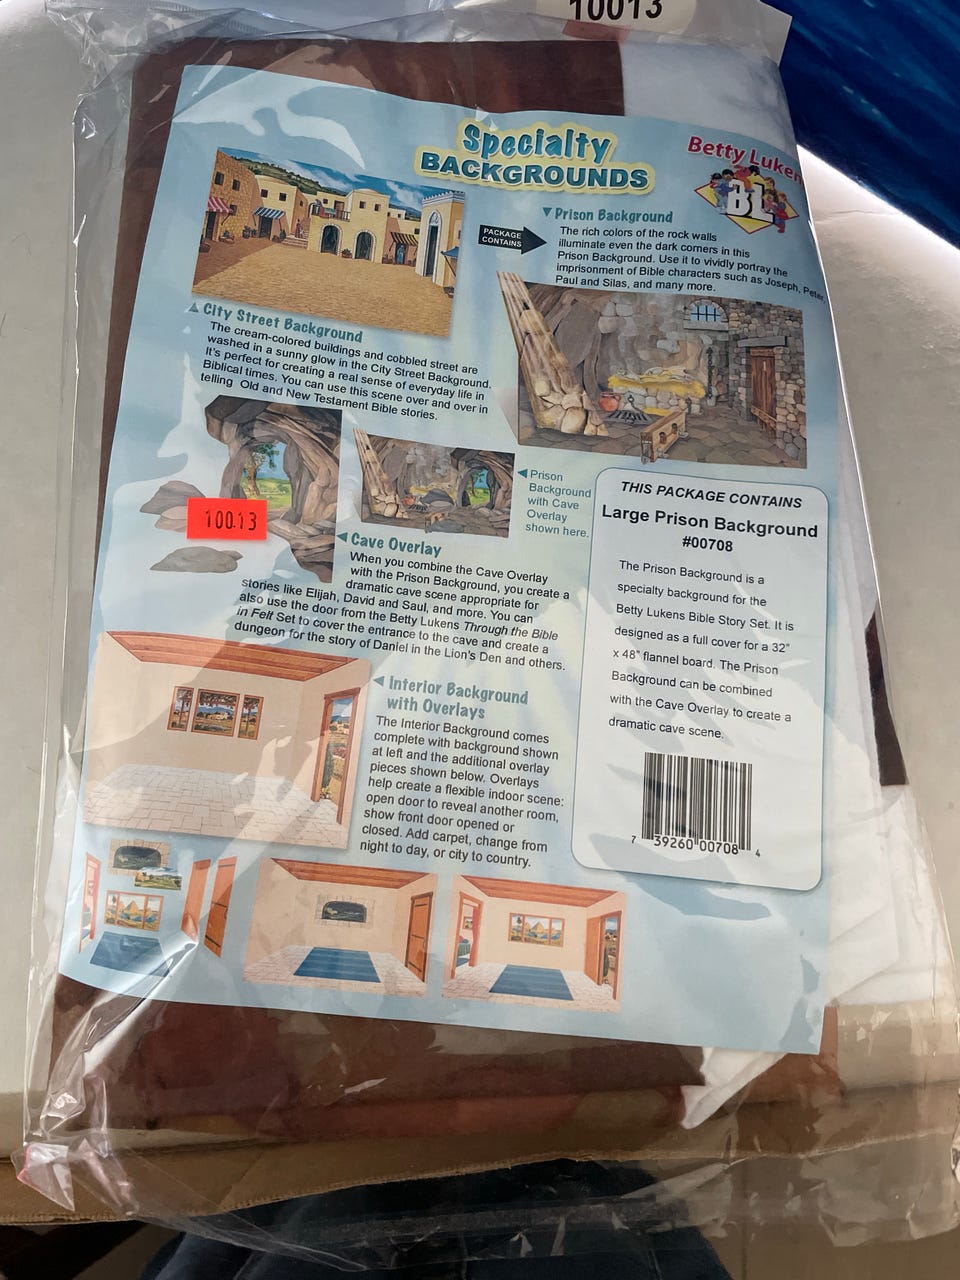 10013
Specialty
BACKGROUNDS
Betty Luken
BL
PACKAGE
CONTAINS
Prison Background
The rich colors of the rock walls
illuminate even the dark corners in this
Prison Background. Use it to vividly portray the
imprisonment of Bible characters such as Joseph, Peter,
Paul and Silas, and many more.
City Street Background
The cream-colored buildings and cobbled street are
washed in a sunny glow in the City Street Background.
It's perfect for creating a real sense of everyday life in
Biblical times. You can use this scene over and over in
telling Old and New Testament Bible stories.
Prison
Background
with Cave
Overlay
shown here.
10013
Cave Overlay
When you combine the Cave Overlay
with the Prison Background, you create a
dramatic cave scene appropriate for
stories like Elijah, David and Saul, and more. You can
also use the door from the Betty Lukens Through the Bible
in Felt Set to cover the entrance to the cave and create a
dungeon for the story of Daniel in the Lion's Den and others.
Interior Background
with Overlays
The Interior Background comes
complete with background shown
at left and the additional overlay
pieces shown below. Overlays
help create a flexible indoor scene:
open door to reveal another room,
show front door opened or
closed. Add carpet, change from
night to day, or city to country.
THIS PACKAGE CONTAINS
Large Prison Background
#00708
The Prison Background is a
specialty background for the
Betty Lukens Bible Story Set. It is
designed as a full cover for a 32"
x 48" flannel board. The Prison
Background can be combined
with the Cave Overlay to create a
dramatic cave scene.
7 39260 00708 4